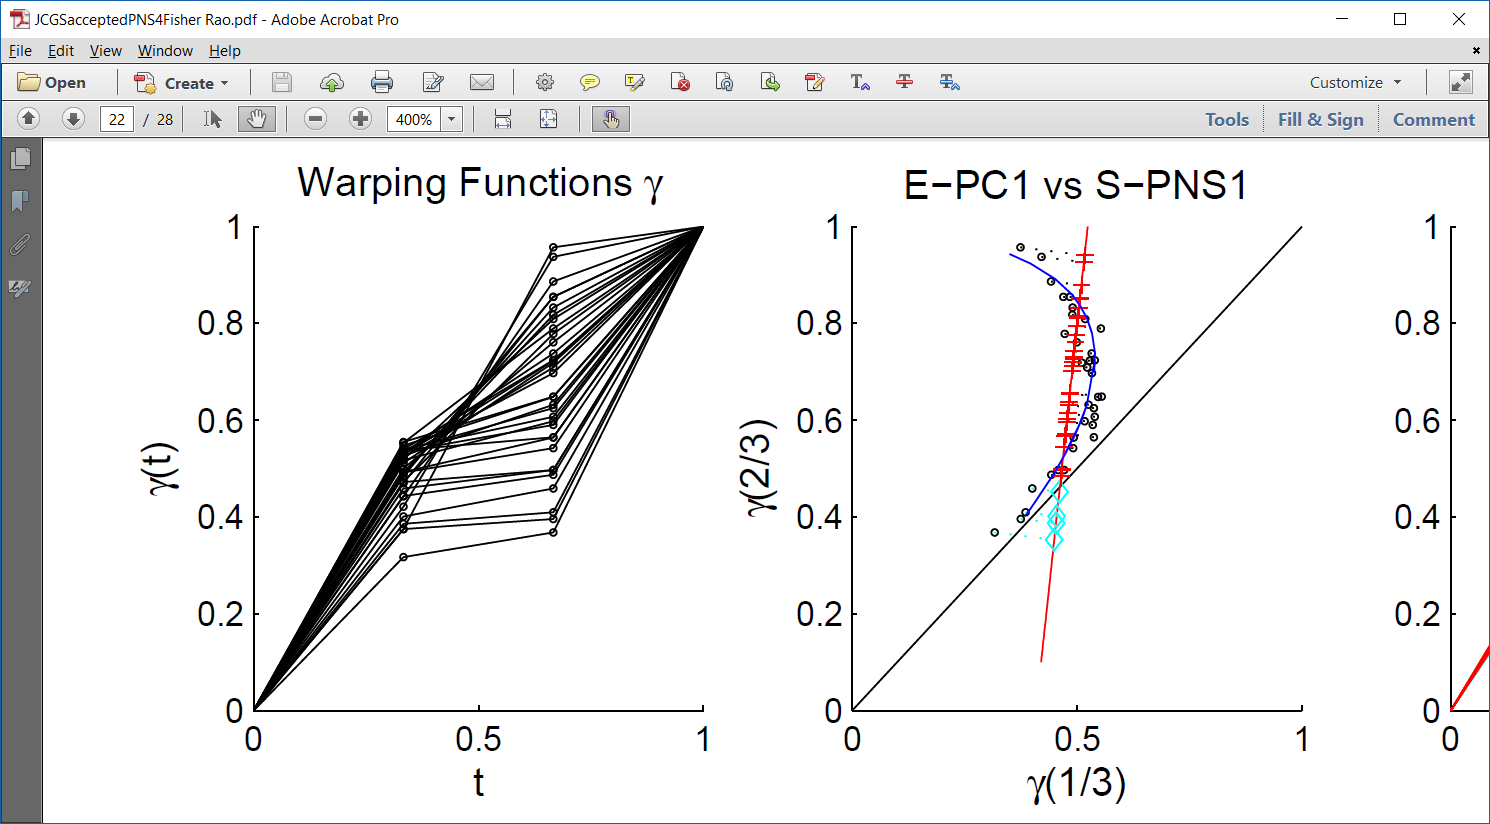 JCGSacceptedPNS4Fisher Rao.pdf - Adobe Acrobat Pro
File Edit View Window Help
Open Create Customize
22 / 28 400% Tools Fill & Sign Comment
Warping Functions γ
1
0.8
0.6
0.4
0.2
0
γ(t)
0 0.5 1
t
E−PC1 vs S−PNS1
1
0.8
0.6
0.4
0.2
0
γ(2/3)
0 0.5 1
γ(1/3)
1
0.8
0.6
0.4
0.2
0
0